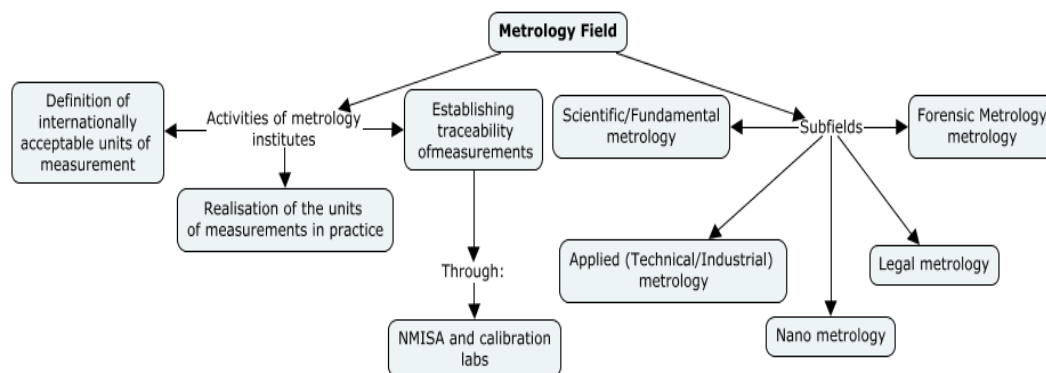 Metrology Field
Definition of
internationally
acceptable units of
measurement
Activities of metrology
institutes
Establishing
traceability
ofmeasurements
Scientific/Fundamental
metrology
Subfields
Forensic Metrology
metrology
Realisation of the units
of measurements in practice
Applied (Technical/Industrial)
metrology
Legal metrology
Through:
Nano metrology
NMISA and calibration
labs